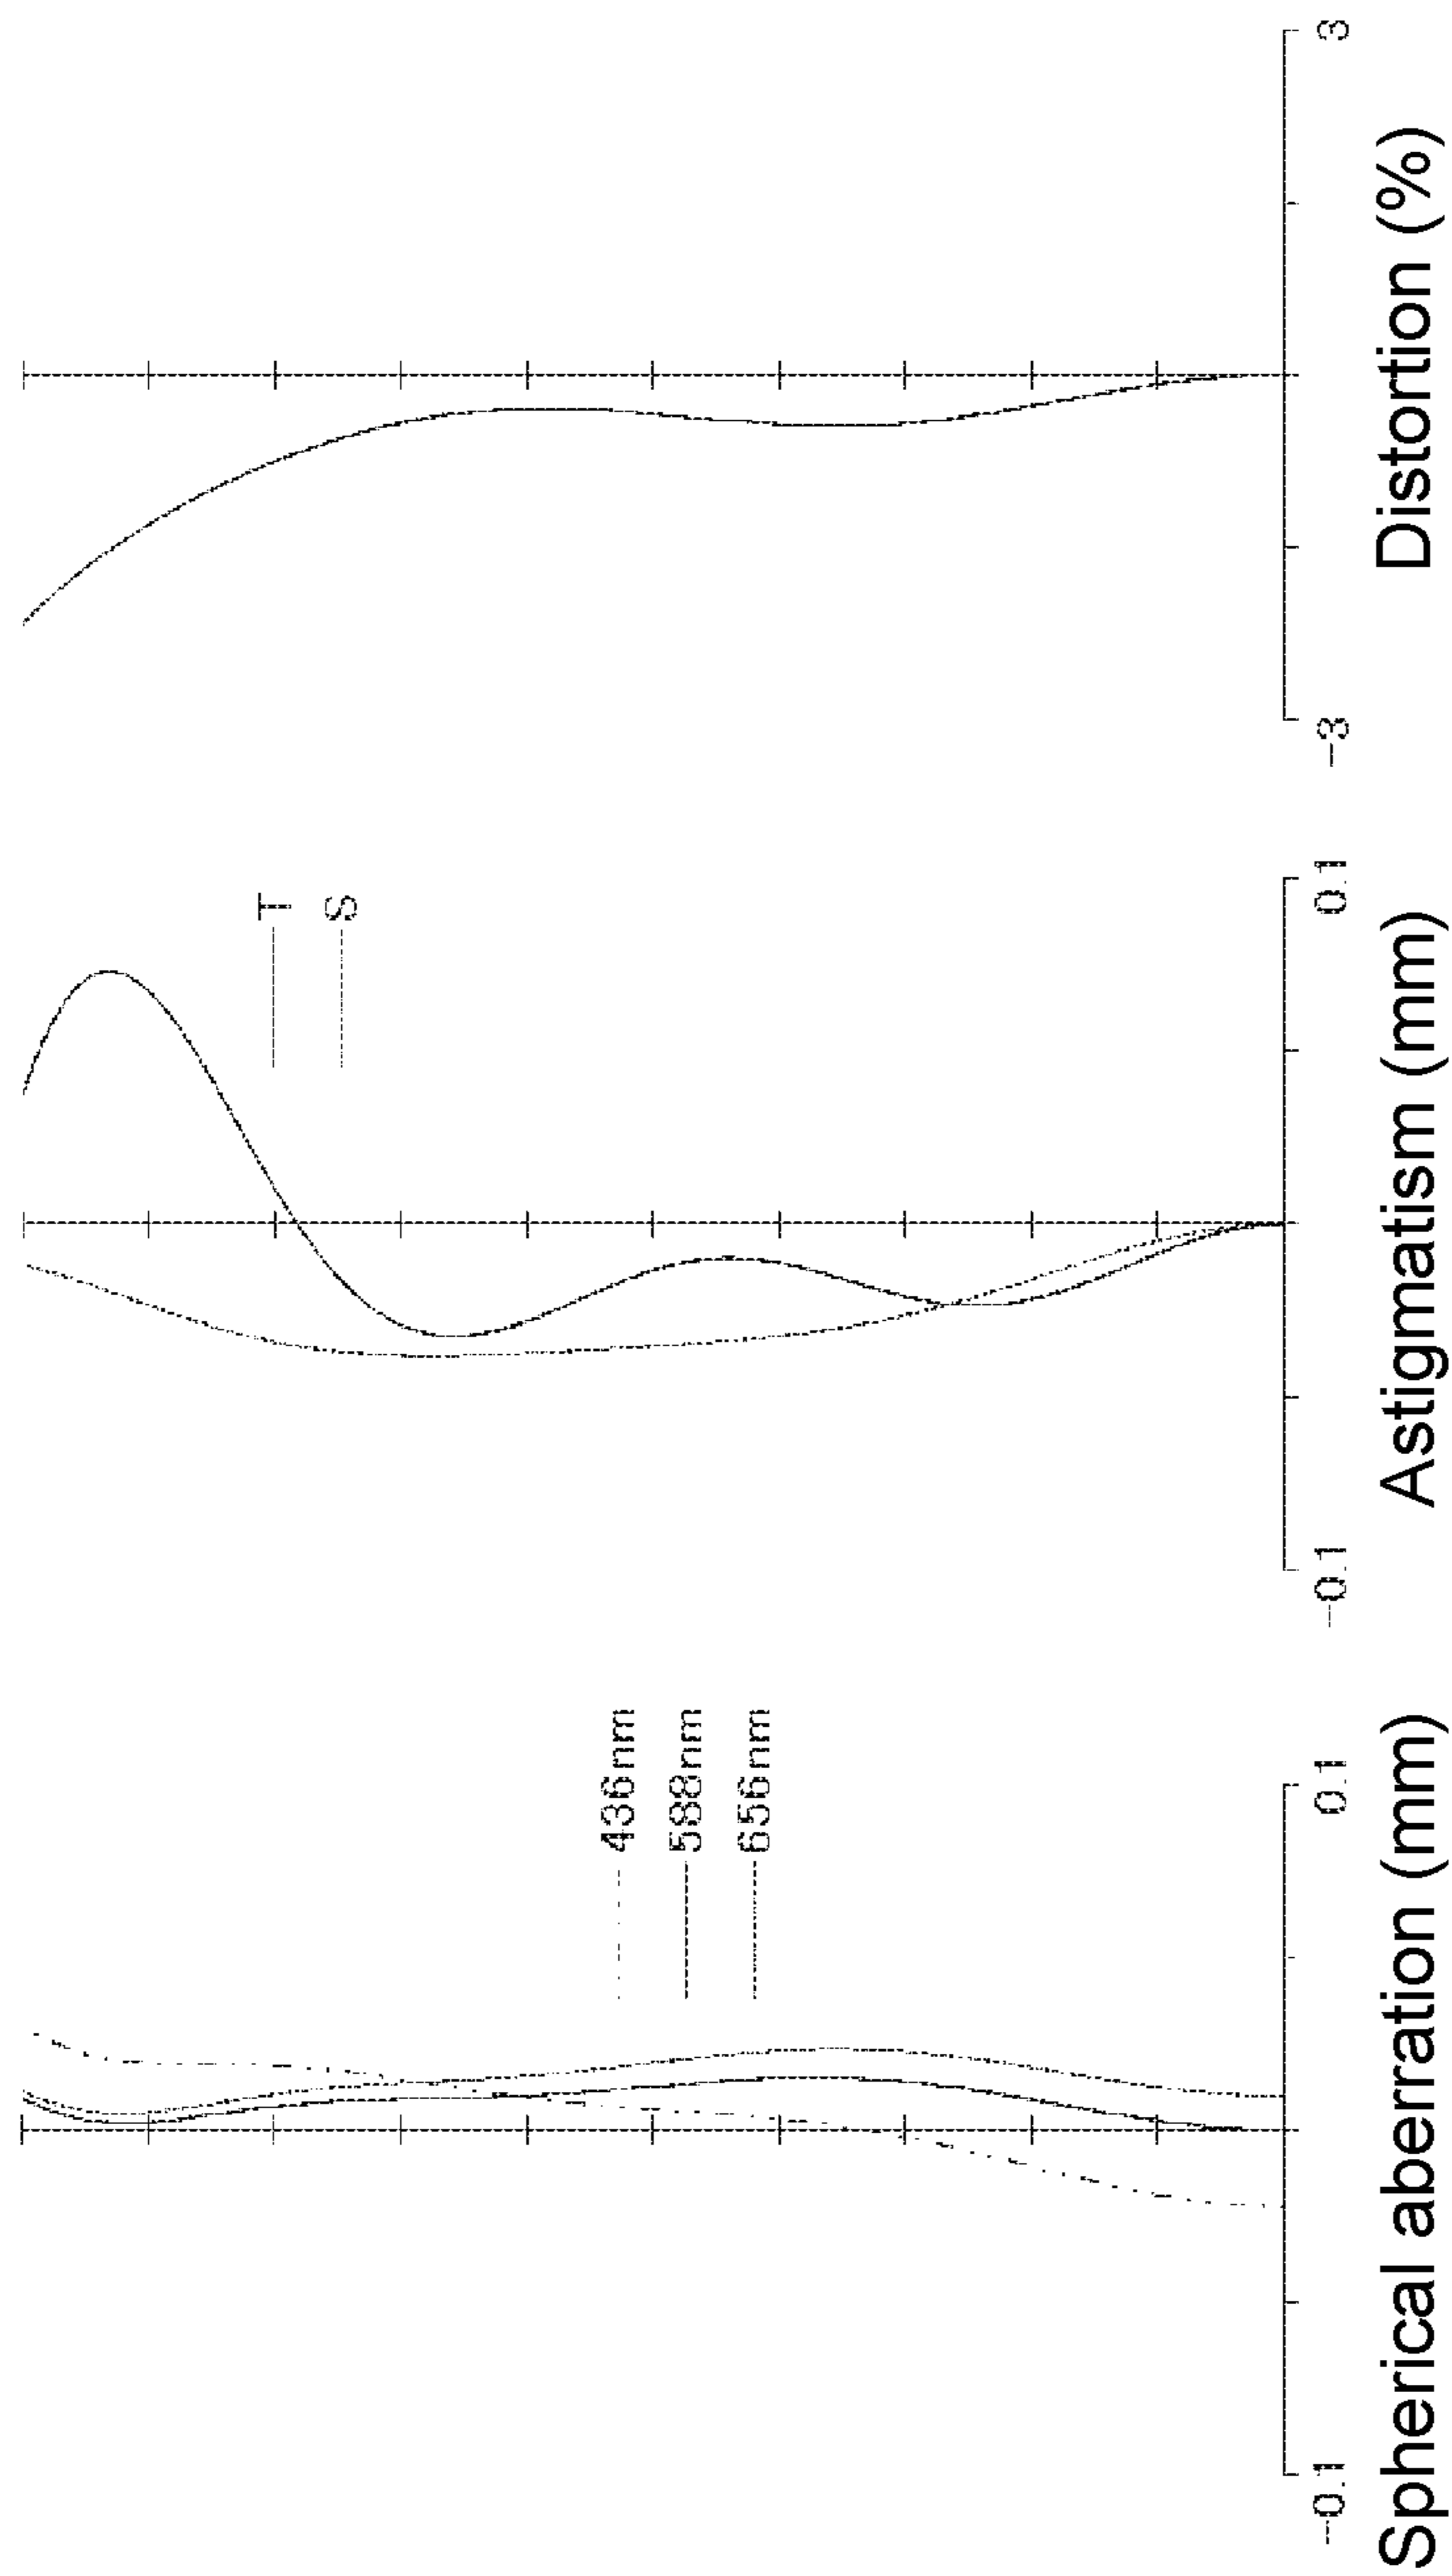 436nm
588nm
656nm
-0.1
0.1
Spherical aberration (mm)
T
S
-0.1
0.1
Astigmatism (mm)
-3
3
Distortion (%)